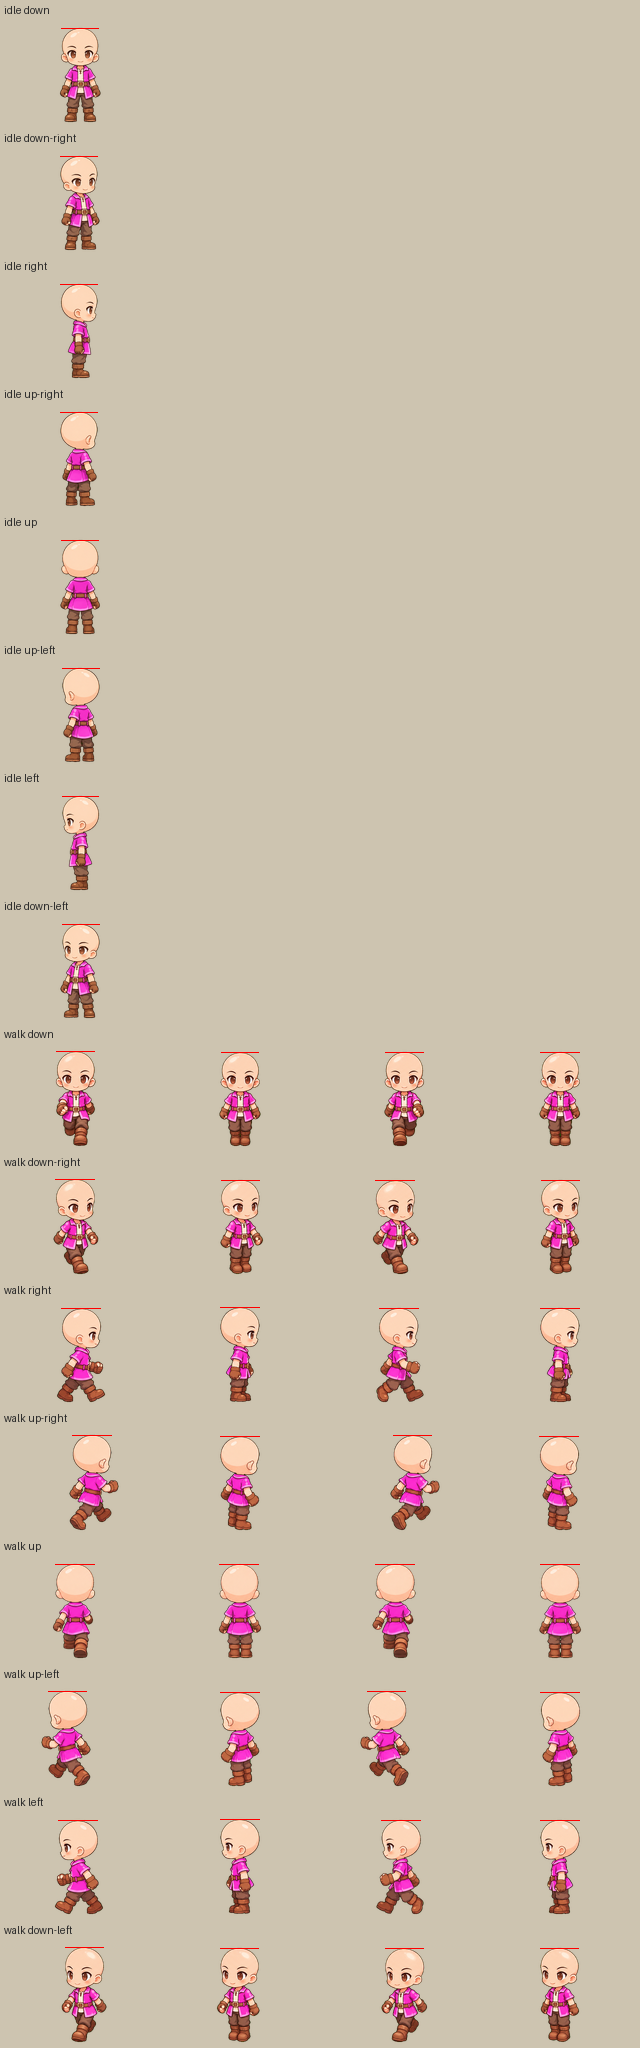 idle down
idle down-right
idle right
idle up-right
idle up
idle up-left
idle left
idle down-left
walk down
walk down-right
walk right
walk up-right
walk up
walk up-left
walk left
walk down-left